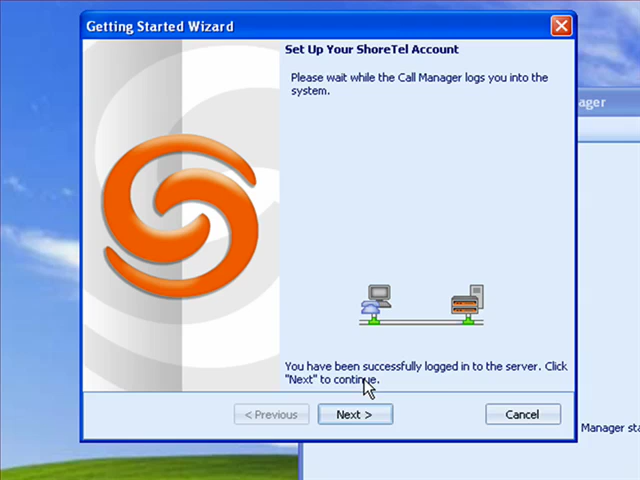 Getting Started Wizard
Set Up Your ShoreTel Account
Please wait while the Call Manager logs you into the
system.
ager
You have been successfully logged in to the server. Click
"Next" to continue.
< Previous
Next >
Cancel
Manager sta